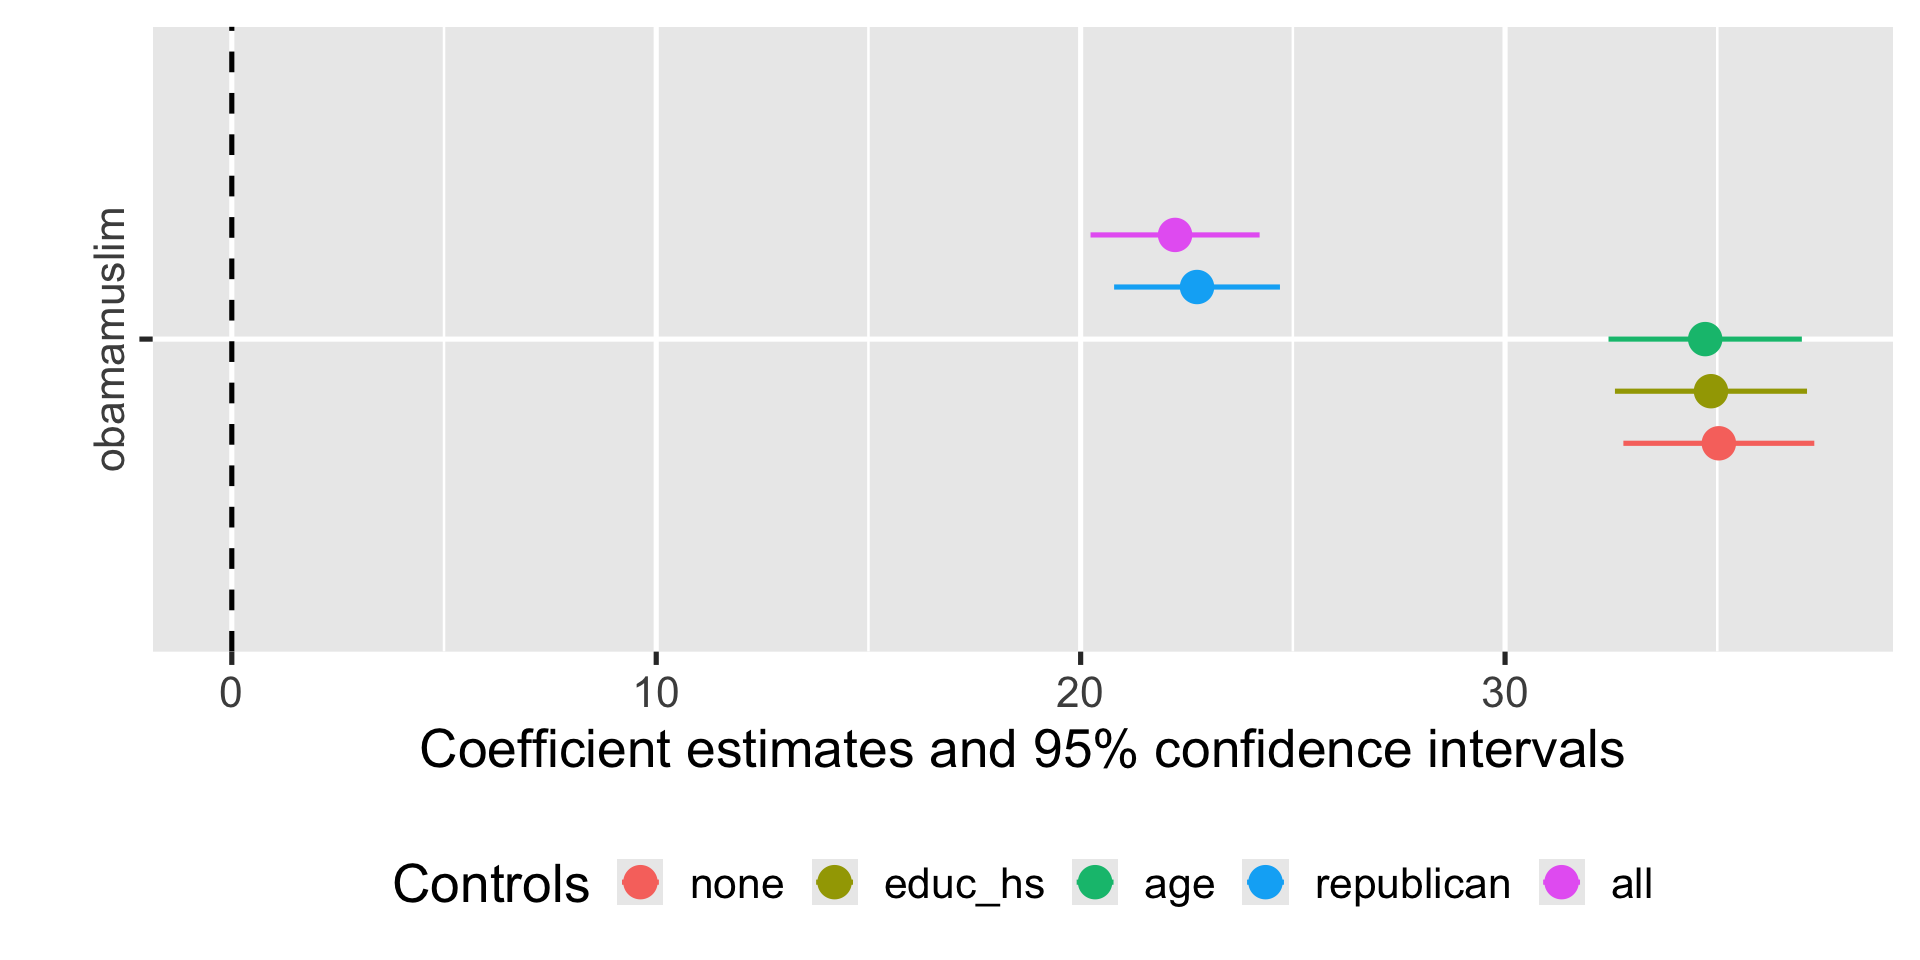 obamamuslim
0 10 20 30
Coefficient estimates and 95% confidence intervals
Controls none educ_hs age republican all